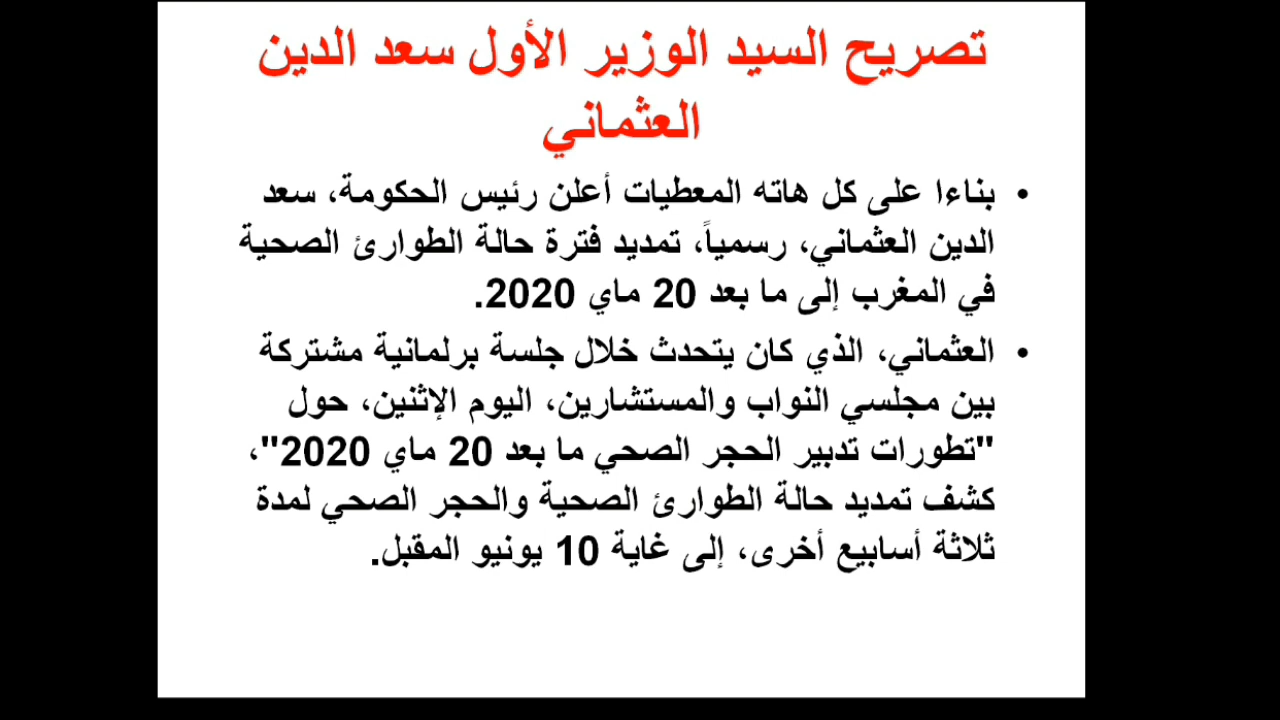 تصريح السيد الوزير الأول سعد الدين
العثماني
• بناءا على كل هاته المعطيات أعلن رئيس الحكومة، سعد
الدين العثماني، رسمياً، تمديد فترة حالة الطوارئ الصحية
في المغرب إلى ما بعد 20 ماي 2020.
• العثماني، الذي كان يتحدث خلال جلسة برلمانية مشتركة
بين مجلسي النواب والمستشارين، اليوم الإثنين، حول
"تطورات تدبير الحجر الصحي ما بعد 20 ماي 2020"،
كشف تمديد حالة الطوارئ الصحية والحجر الصحي لمدة
ثلاثة أسابيع أخرى، إلى غاية 10 يونيو المقبل.